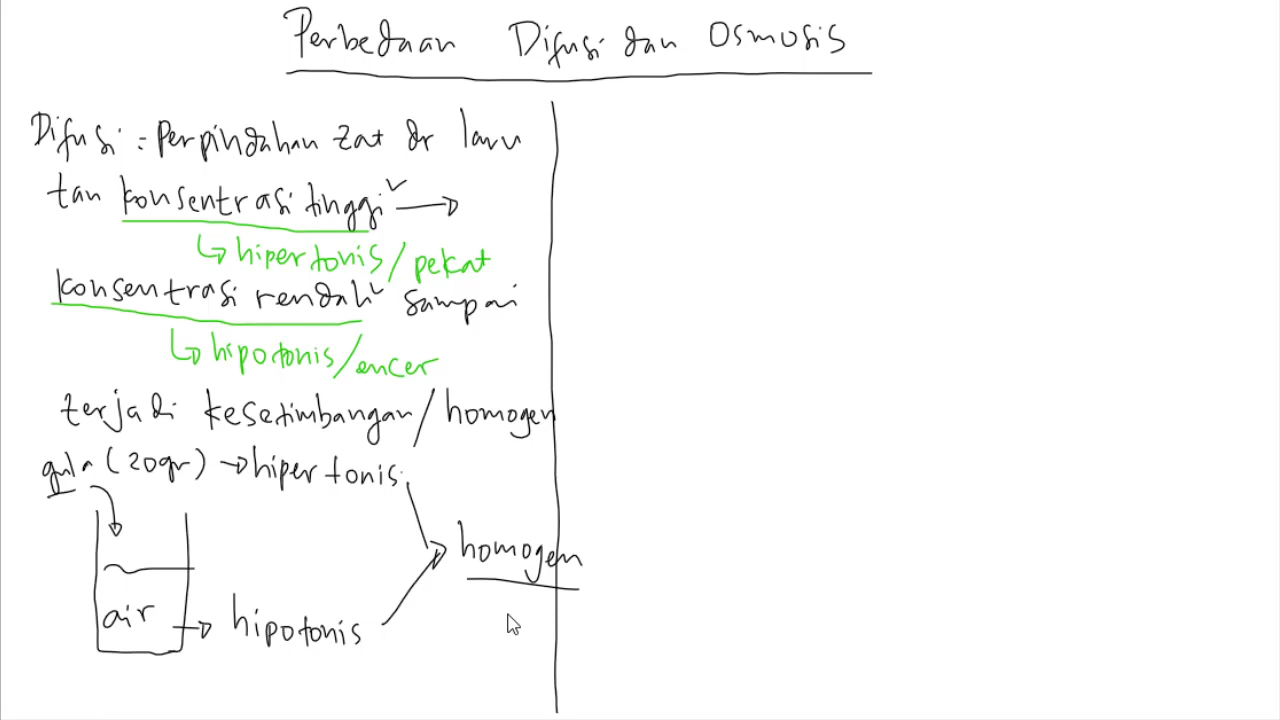 Perbedaan Difusi dan Osmosis
Difusi : Perpindahan zat dr laru
tan konsentrasi tinggi →
↳ hipertonis/pekat
konsentrasi rendah sampai
↳ hipotonis/encer
terjadi kesetimbangan/homogen
gula (20gr) → hipertonis
homogen
air → hipotonis